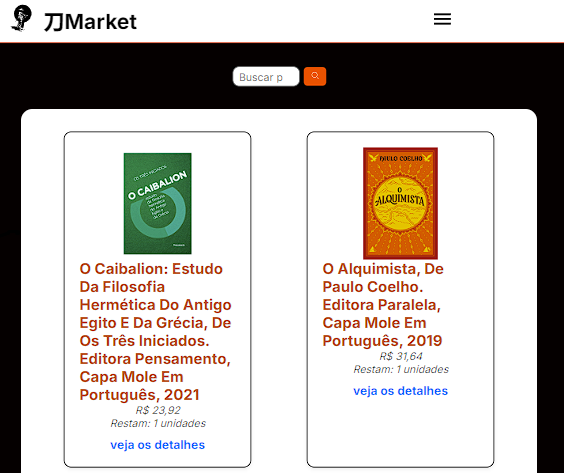 刀Market
Buscar p
OS TRÊS INICIADOS
O CAIBALION
O Caibalion: Estudo
Da Filosofia
Hermética Do Antigo
Egito E Da Grécia, De
Os Três Iniciados.
Editora Pensamento,
Capa Mole Em
Português, 2021
R$ 23,92
Restam: 1 unidades
veja os detalhes
PAULO COELHO
O
ALQUIMISTA
O Alquimista, De
Paulo Coelho.
Editora Paralela,
Capa Mole Em
Português, 2019
R$ 31,64
Restam: 1 unidades
veja os detalhes